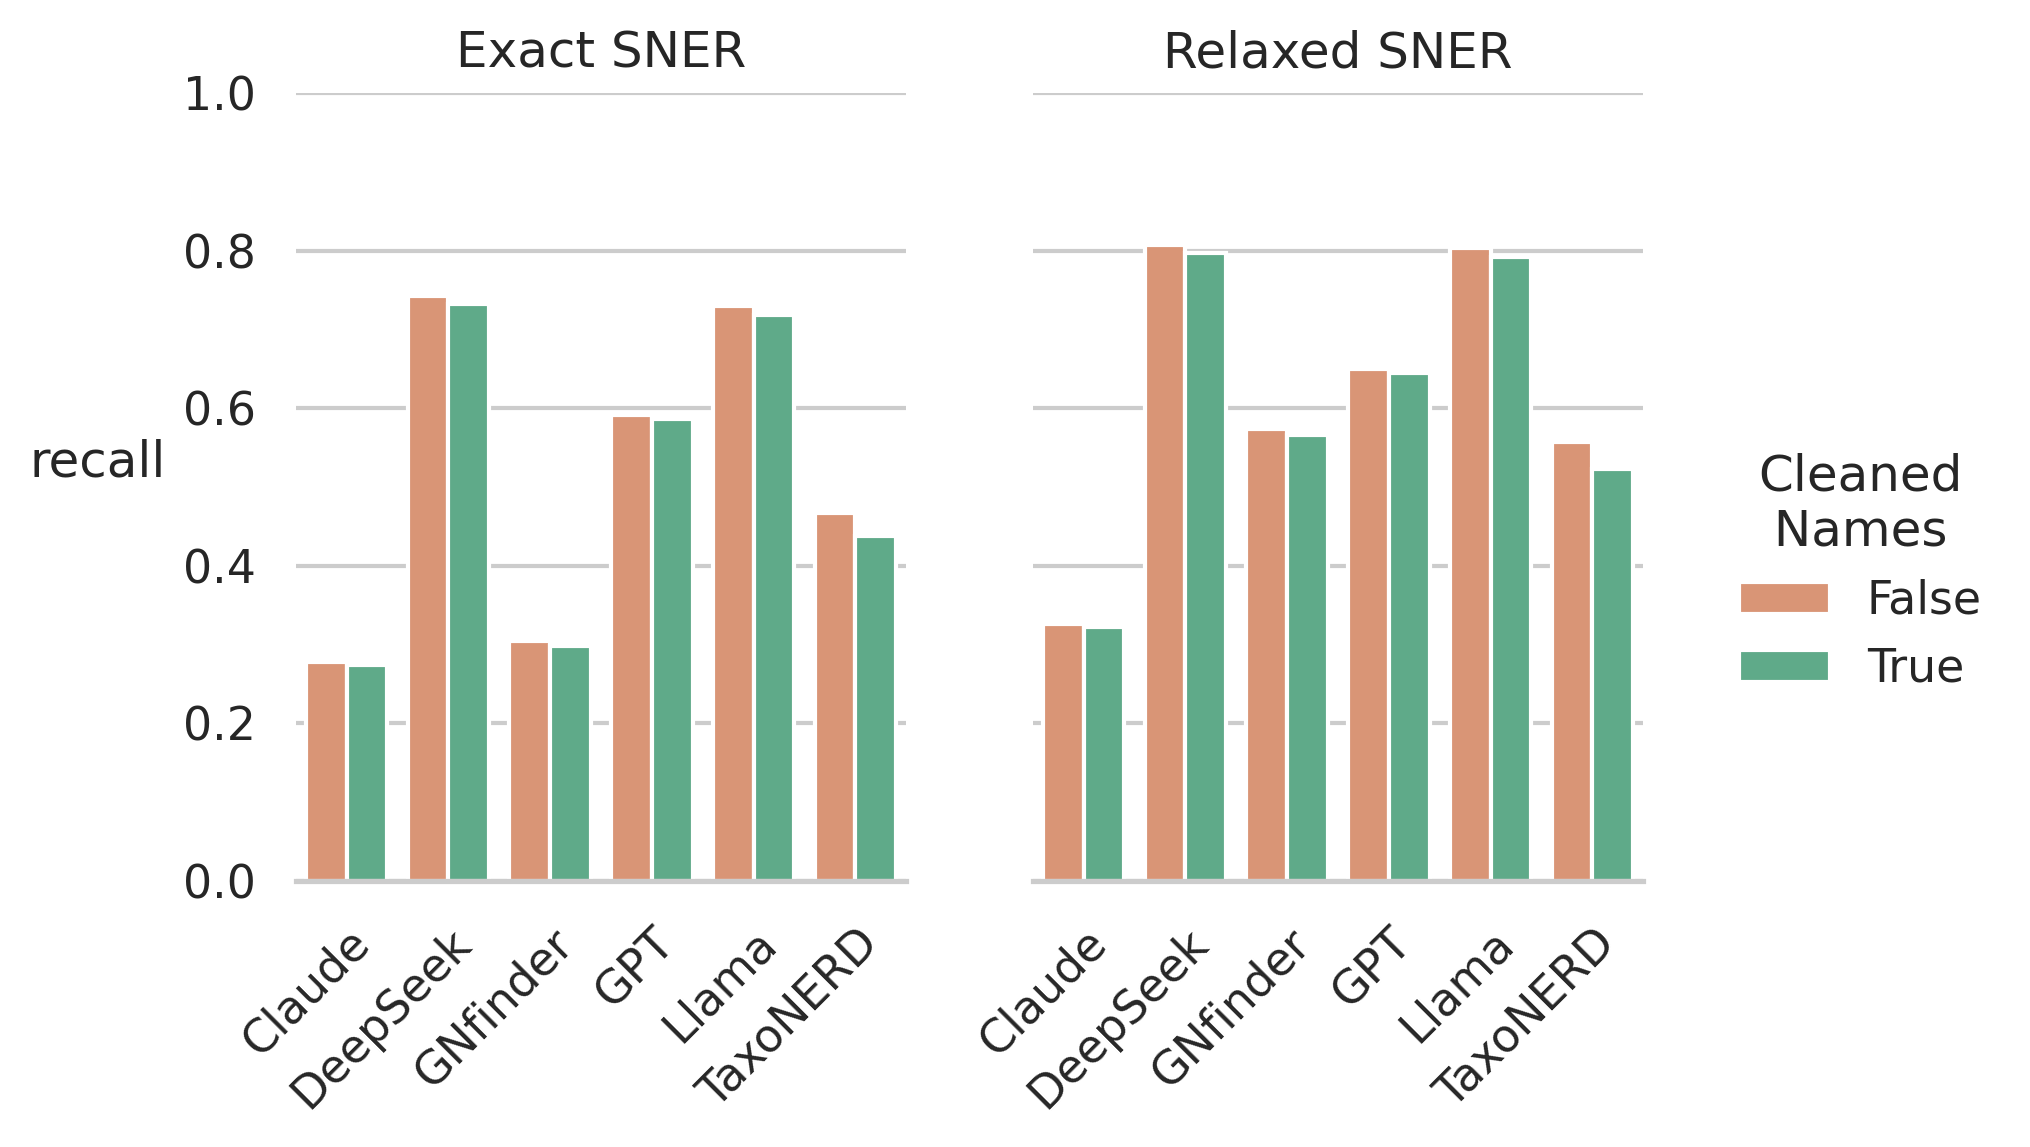 Exact SNER
Relaxed SNER
1.0
0.8
0.6
0.4
0.2
0.0
recall
Claude
DeepSeek
GNfinder
GPT
Llama
TaxoNERD
Claude
DeepSeek
GNfinder
GPT
Llama
TaxoNERD
Cleaned
Names
False
True